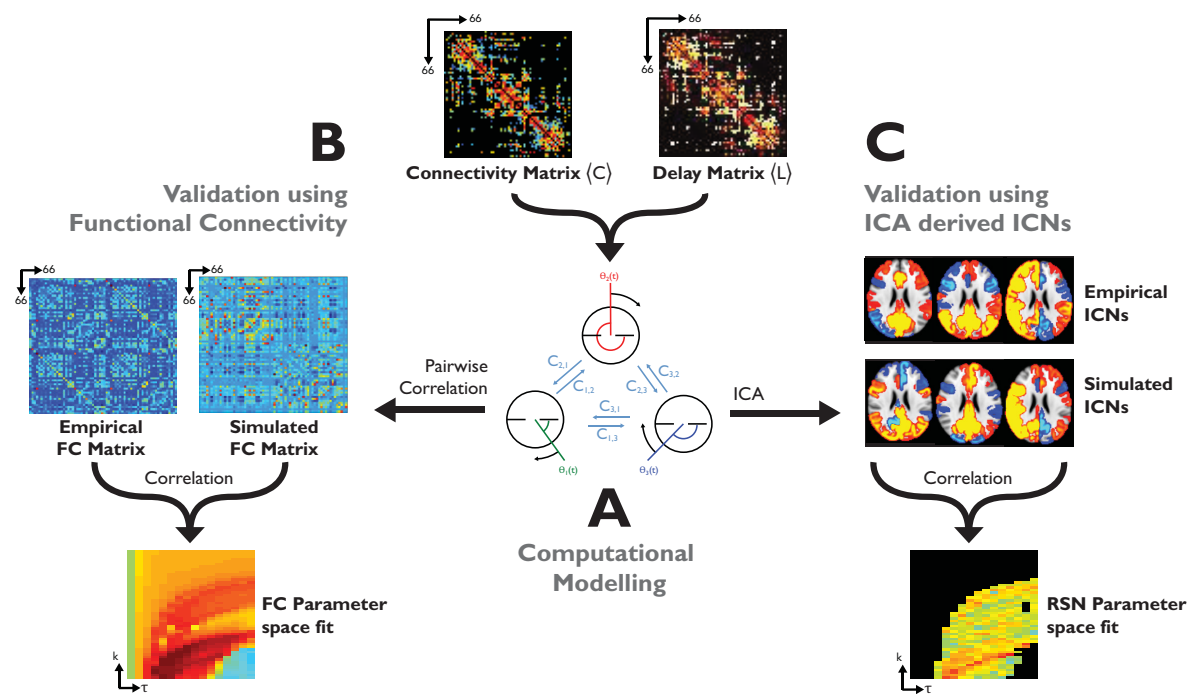 66
66
66
66
Connectivity Matrix ⟨C⟩
Delay Matrix ⟨L⟩
B
Validation using
Functional Connectivity
C
Validation using
ICA derived ICNs
66
66
66
66
Empirical
FC Matrix
Simulated
FC Matrix
Correlation
FC Parameter
space fit
k
τ
Pairwise
Correlation
θ₂(t)
C₂,₁
C₁,₂
C₃,₂
C₂,₃
C₃,₁
C₁,₃
θ₁(t)
θ₃(t)
ICA
A
Computational
Modelling
Empirical
ICNs
Simulated
ICNs
Correlation
RSN Parameter
space fit
k
τ